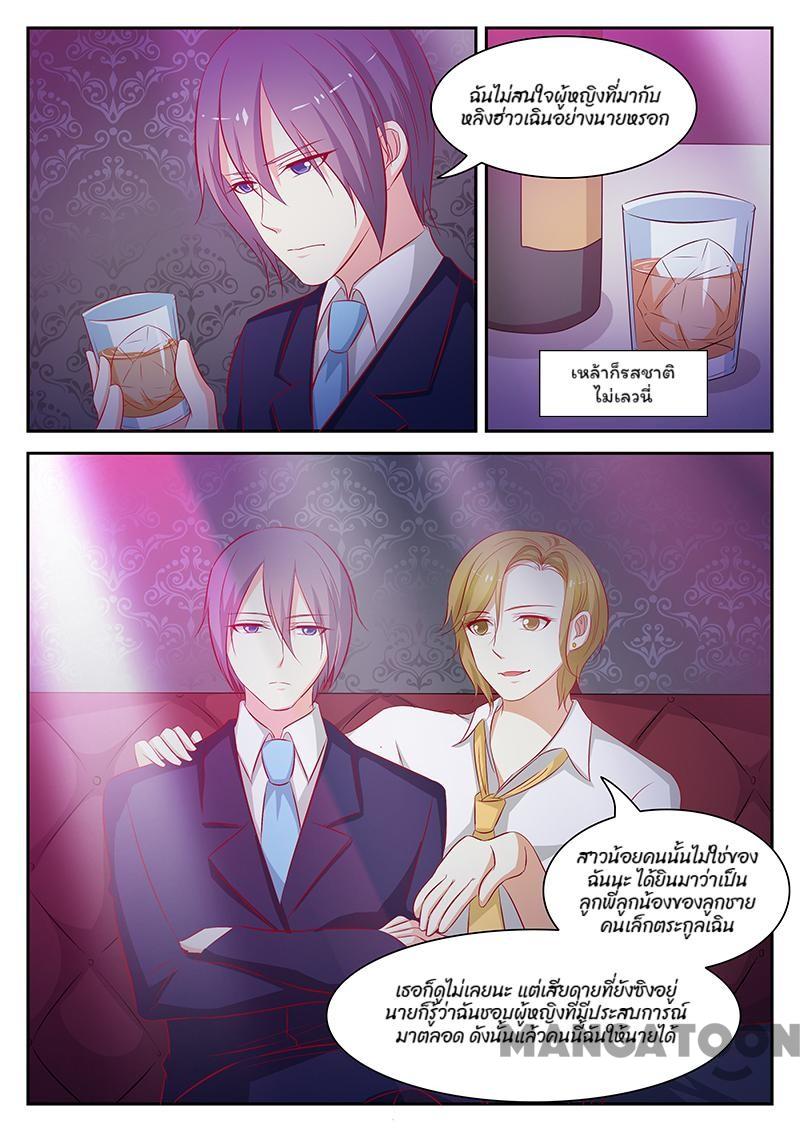 ฉันไม่สนใจผู้หญิงที่มากับ
หลิงฮ่าวเฉินอย่างนายหรอก
เหล้าก็รสชาติ
ไม่เลวนี่
สาวน้อยคนนั้นไม่ใช่ของ
ฉันนะ ได้ยินมาว่าเป็น
ลูกพี่ลูกน้องของลูกชาย
คนเล็กตระกูลเฉิน
เธอก็ดูไม่เลยนะ แต่เสียดายที่ยังซิงอยู่
นายก็รู้ว่าฉันชอบผู้หญิงที่มีประสบการณ์
มาตลอด ดังนั้นแล้วคนนี้ฉันให้นายได้
MANGATOON